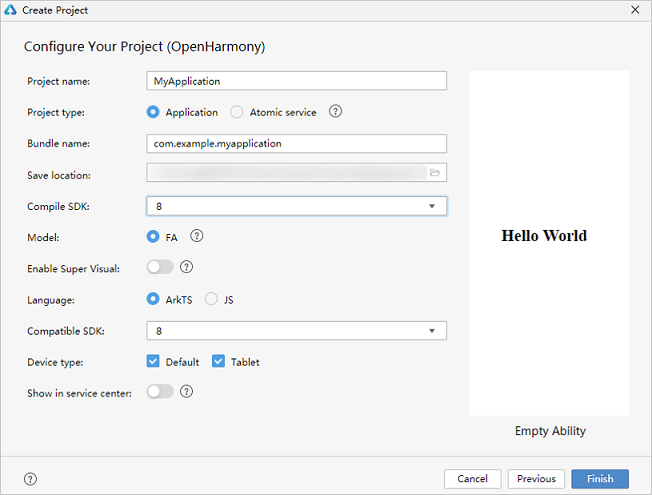 Create Project
Configure Your Project (OpenHarmony)
Project name: MyApplication
Project type: Application Atomic service ?
Bundle name: com.example.myapplication
Save location:
Compile SDK: 8
Model: FA ?
Enable Super Visual: ?
Language: ArkTS JS
Compatible SDK: 8
Device type: Default Tablet
Show in service center: ?
Hello World
Empty Ability
? Cancel Previous Finish